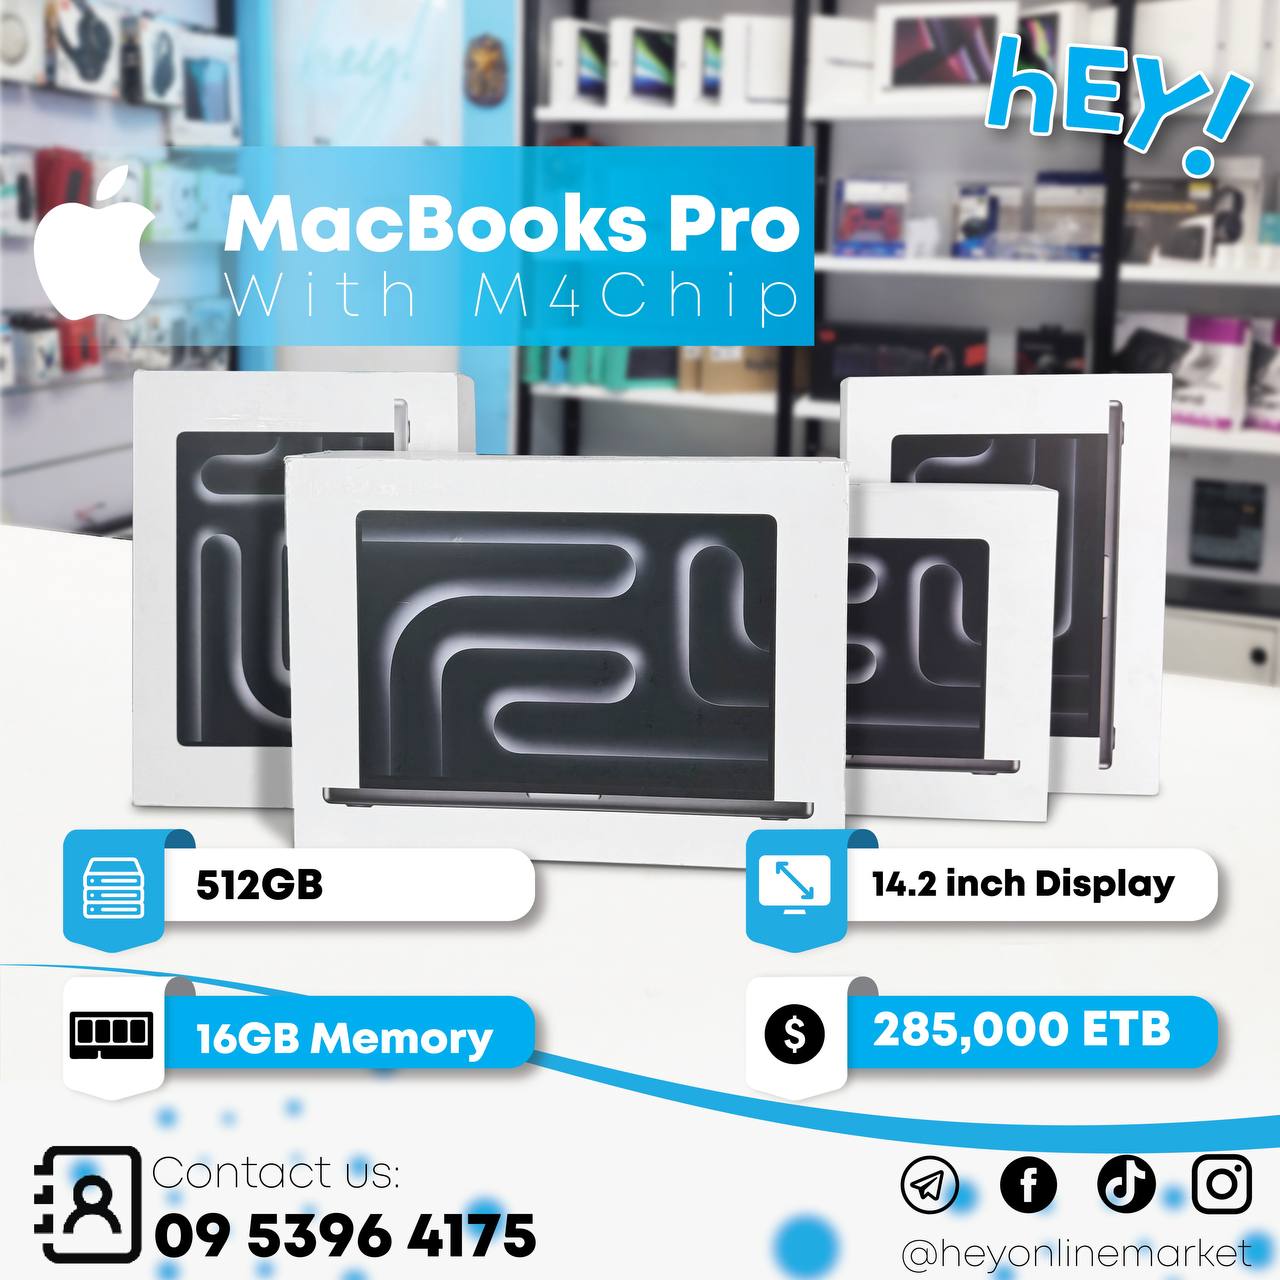 hEY!
MacBooks Pro
With M4Chip
512GB
14.2 inch Display
16GB Memory
285,000 ETB
Contact us:
09 5396 4175
@heyonlinemarket